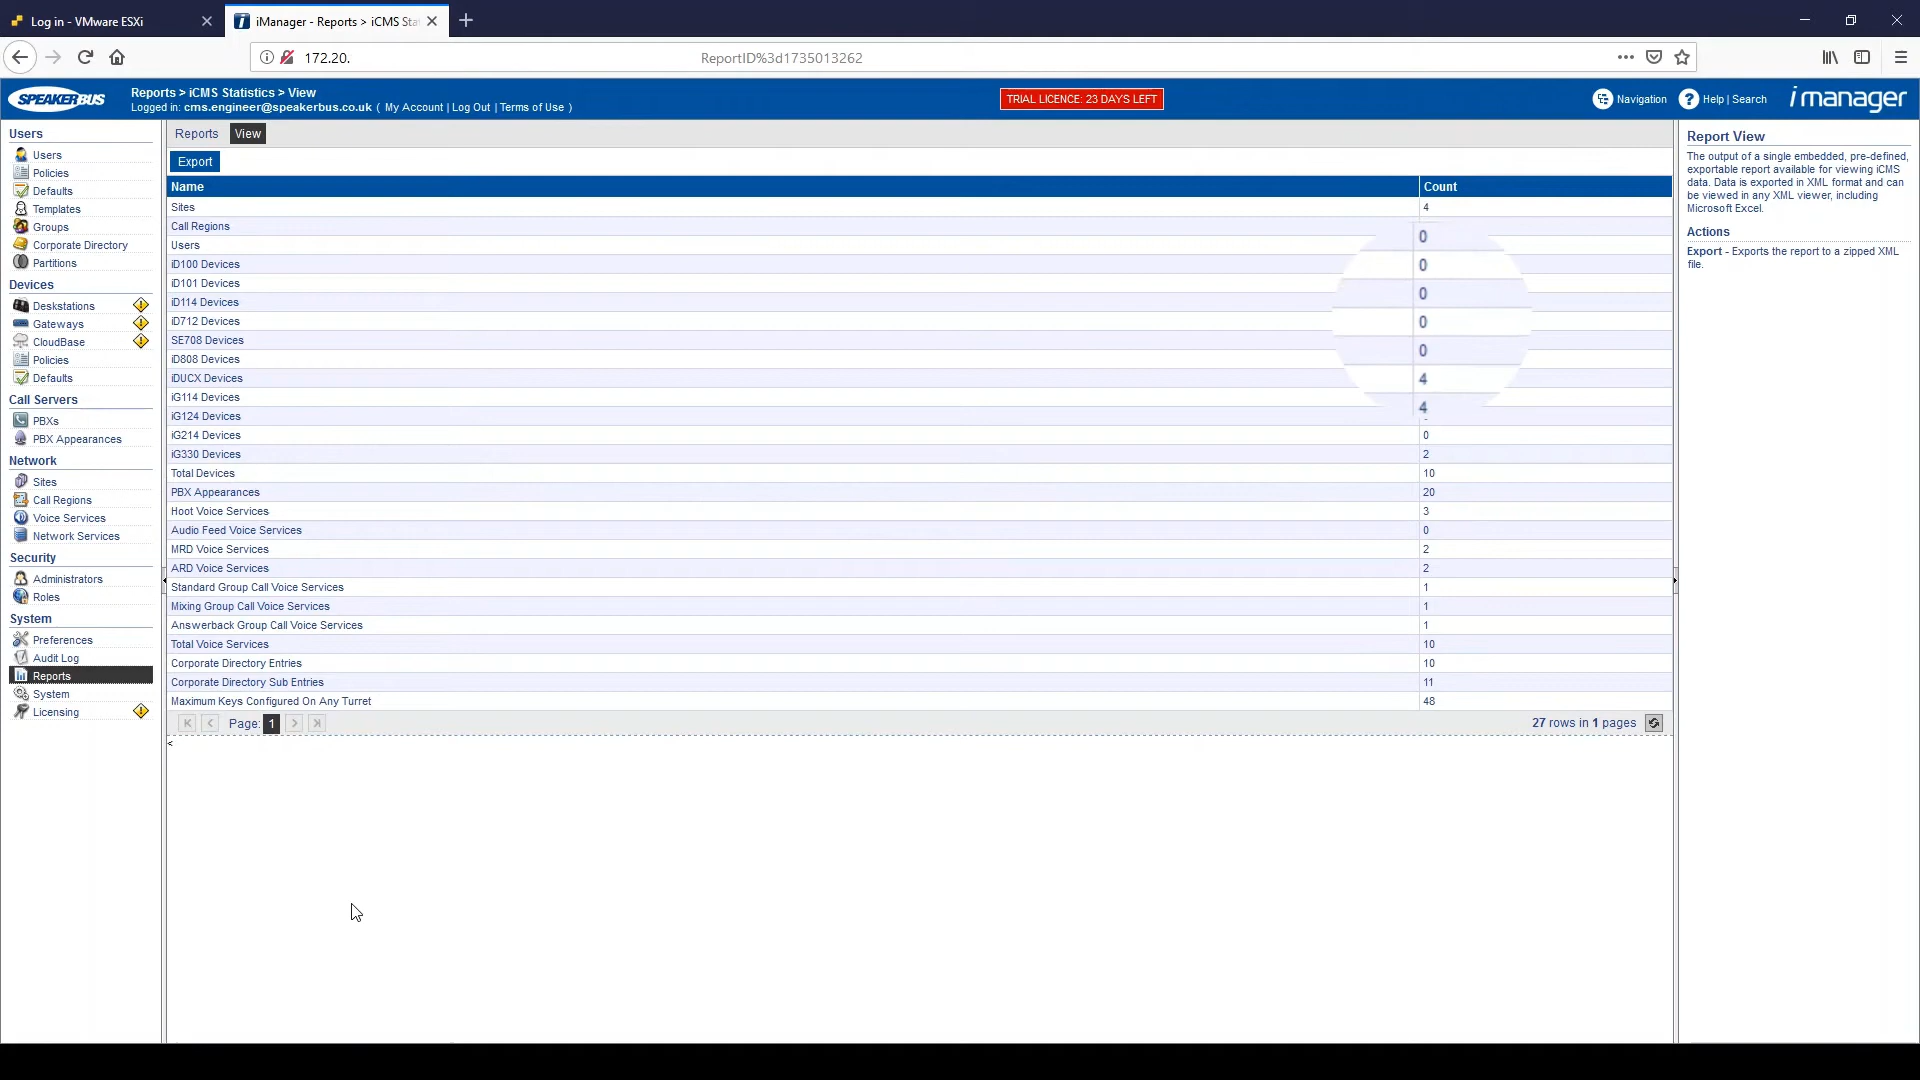 Log in - VMware ESXi
iManager - Reports > iCMS Sta
172.20. ReportID%3d1735013262
SPEAKERBUS
Reports > iCMS Statistics > View
Logged in: cms.engineer@speakerbus.co.uk ( My Account | Log Out | Terms of Use )
TRIAL LICENCE: 23 DAYS LEFT
Navigation
Help | Search
i manager
Users
Users
Policies
Defaults
Templates
Groups
Corporate Directory
Partitions
Devices
Deskstations
Gateways
CloudBase
Policies
Defaults
Call Servers
PBXs
PBX Appearances
Network
Sites
Call Regions
Voice Services
Network Services
Security
Administrators
Roles
System
Preferences
Audit Log
Reports
System
Licensing
Reports View
Export
Name Count
Sites 4
Call Regions
Users
iD100 Devices
iD101 Devices
iD114 Devices
iD712 Devices
SE708 Devices
iD808 Devices
iDUCX Devices
iG114 Devices
iG124 Devices
0
0
0
0
0
4
4
iG214 Devices 0
iG330 Devices 2
Total Devices 10
PBX Appearances 20
Hoot Voice Services 3
Audio Feed Voice Services 0
MRD Voice Services 2
ARD Voice Services 2
Standard Group Call Voice Services 1
Mixing Group Call Voice Services 1
Answerback Group Call Voice Services 1
Total Voice Services 10
Corporate Directory Entries 10
Corporate Directory Sub Entries 11
Maximum Keys Configured On Any Turret 48
Page: 1
27 rows in 1 pages
<
Report View
The output of a single embedded, pre-defined,
exportable report available for viewing iCMS
data. Data is exported in XML format and can
be viewed in any XML viewer, including
Microsoft Excel.
Actions
Export - Exports the report to a zipped XML
file.